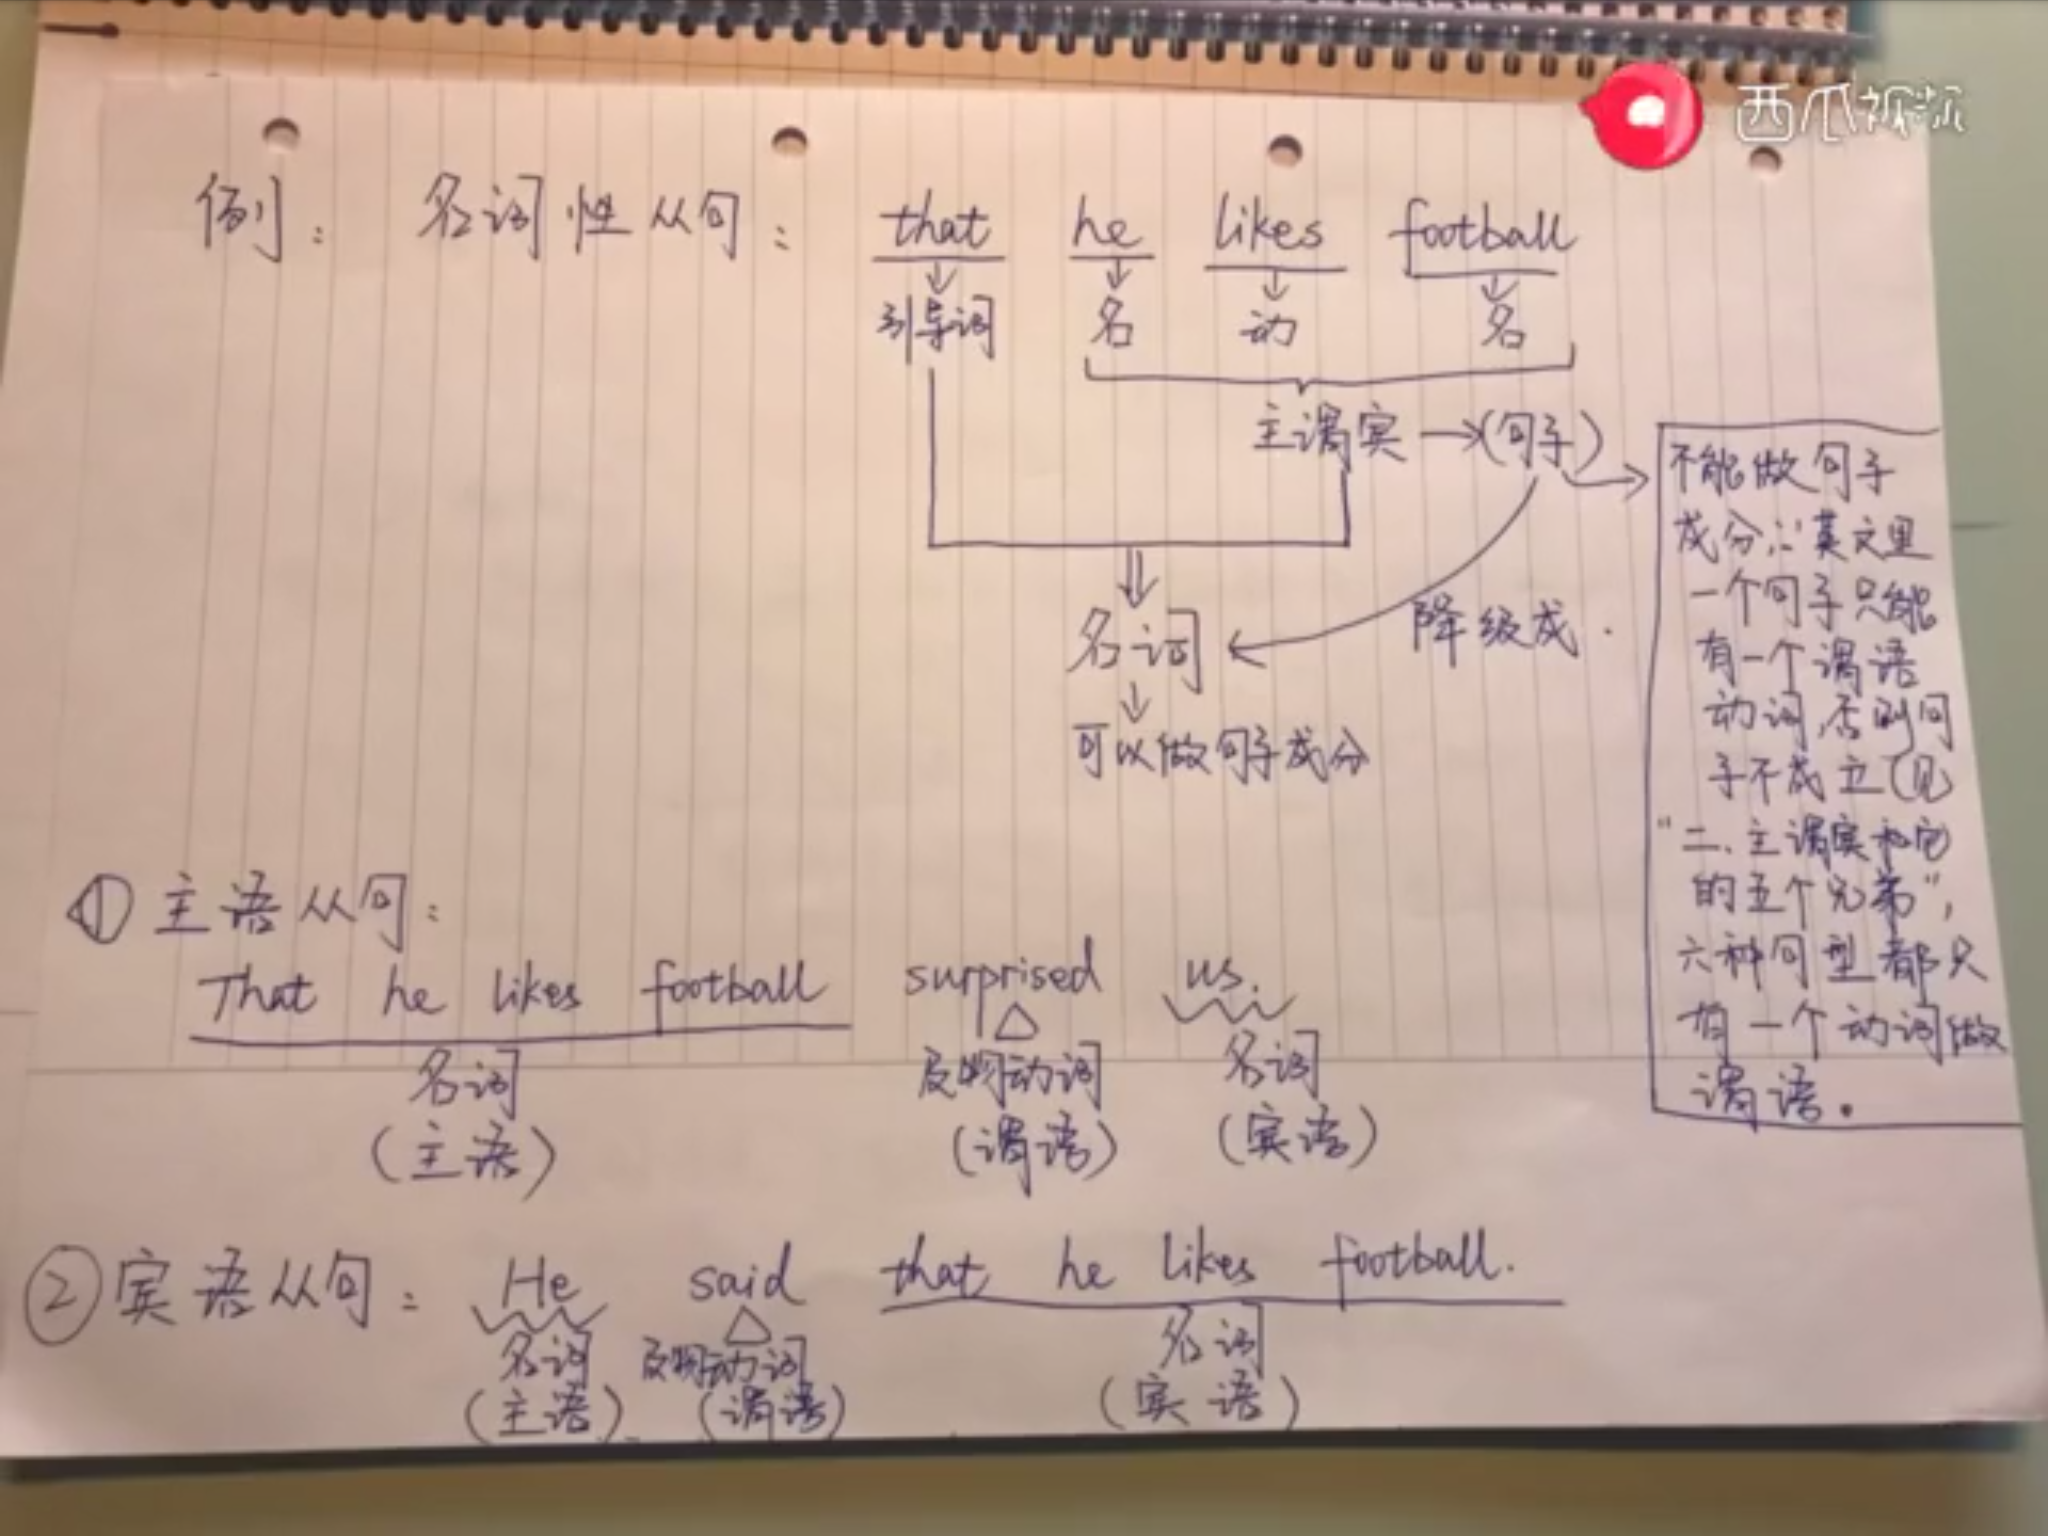 西瓜视频
例： 名词性从句： that he likes football
引导词 名 动 名
主谓宾 → (句子)
降级成
名词
可以做句子成分
不能做句子
成分∵英文里
一个句子只能
有一个谓语
动词，否则句
子不成立（见
“二、主谓宾和它
的五个兄弟”，
六种句型都只
有一个动词做
谓语。
① 主语从句：
That he likes football surprised us.
名词 及物动词 名词
（主语） （谓语） （宾语）
② 宾语从句： He said that he likes football.
名词 及物动词 名词
（主语） （谓语） （宾语）